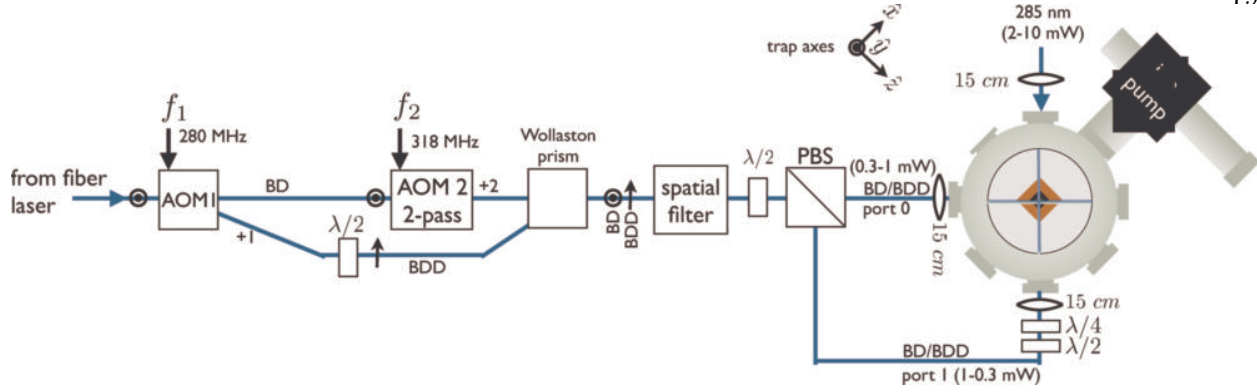 from fiber
laser
f₁
280 MHz
AOM1
BD
+1
λ/2
BDD
f₂
318 MHz
AOM 2
2-pass
+2
Wollaston
prism
BD
BDD
spatial
filter
λ/2
PBS
(0.3-1 mW)
BD/BDD
port 0
15 cm
trap axes
x̂
ŷ
ẑ
285 nm
(2-10 mW)
15 cm
pump
15 cm
λ/4
λ/2
BD/BDD
port 1 (1-0.3 mW)